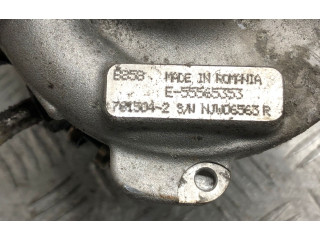 B858 MADE IN ROMANIA
E-55565353
781504-2 S/N NJW06563 R